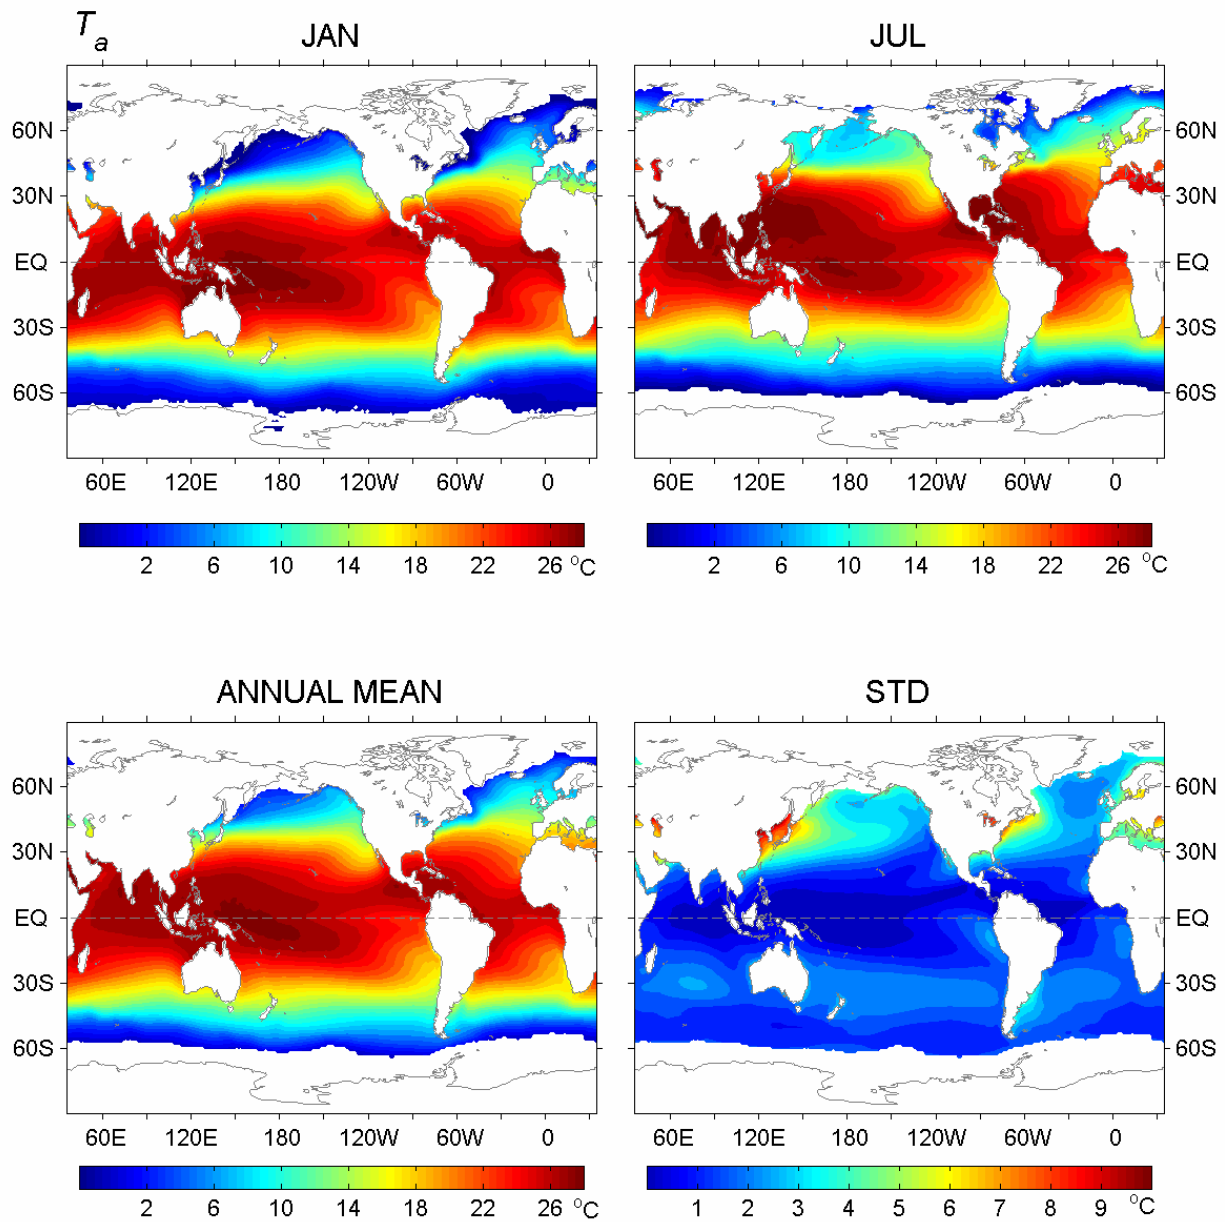 Ta JAN JUL
60N 60N
30N 30N
EQ EQ
30S 30S
60S 60S
60E 120E 180 120W 60W 0 60E 120E 180 120W 60W 0
2 6 10 14 18 22 26 °C 2 6 10 14 18 22 26 °C
ANNUAL MEAN STD
60N 60N
30N 30N
EQ EQ
30S 30S
60S 60S
60E 120E 180 120W 60W 0 60E 120E 180 120W 60W 0
2 6 10 14 18 22 26 °C 1 2 3 4 5 6 7 8 9 °C